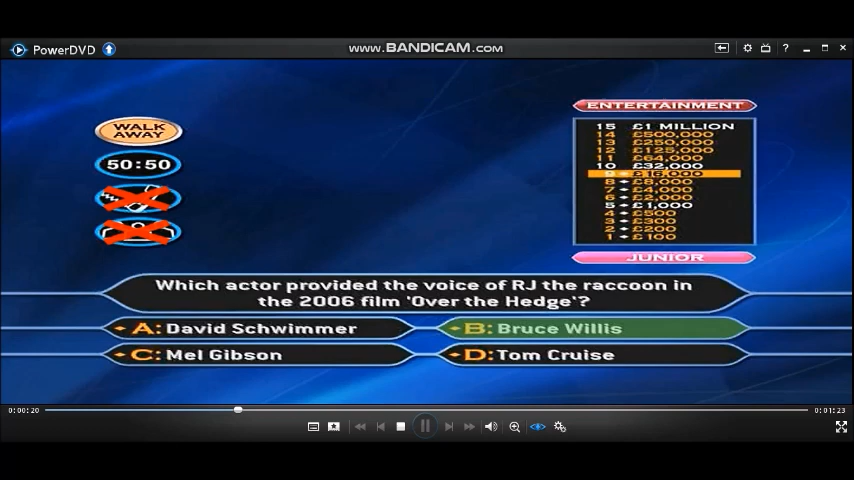 PowerDVD
www.BANDICAM.com
?
WALK
AWAY
50:50
ENTERTAINMENT
15 £1 MILLION
14 £500,000
13 £250,000
12 £125,000
11 £64,000
10 £32,000
9 £16,000
8 £8,000
7 £4,000
6 £2,000
5 £1,000
4 £500
3 £300
2 £200
1 £100
JUNIOR
Which actor provided the voice of RJ the raccoon in
the 2006 film 'Over the Hedge'?
A: David Schwimmer
B: Bruce Willis
C: Mel Gibson
D: Tom Cruise
0:00:20
0:01:23